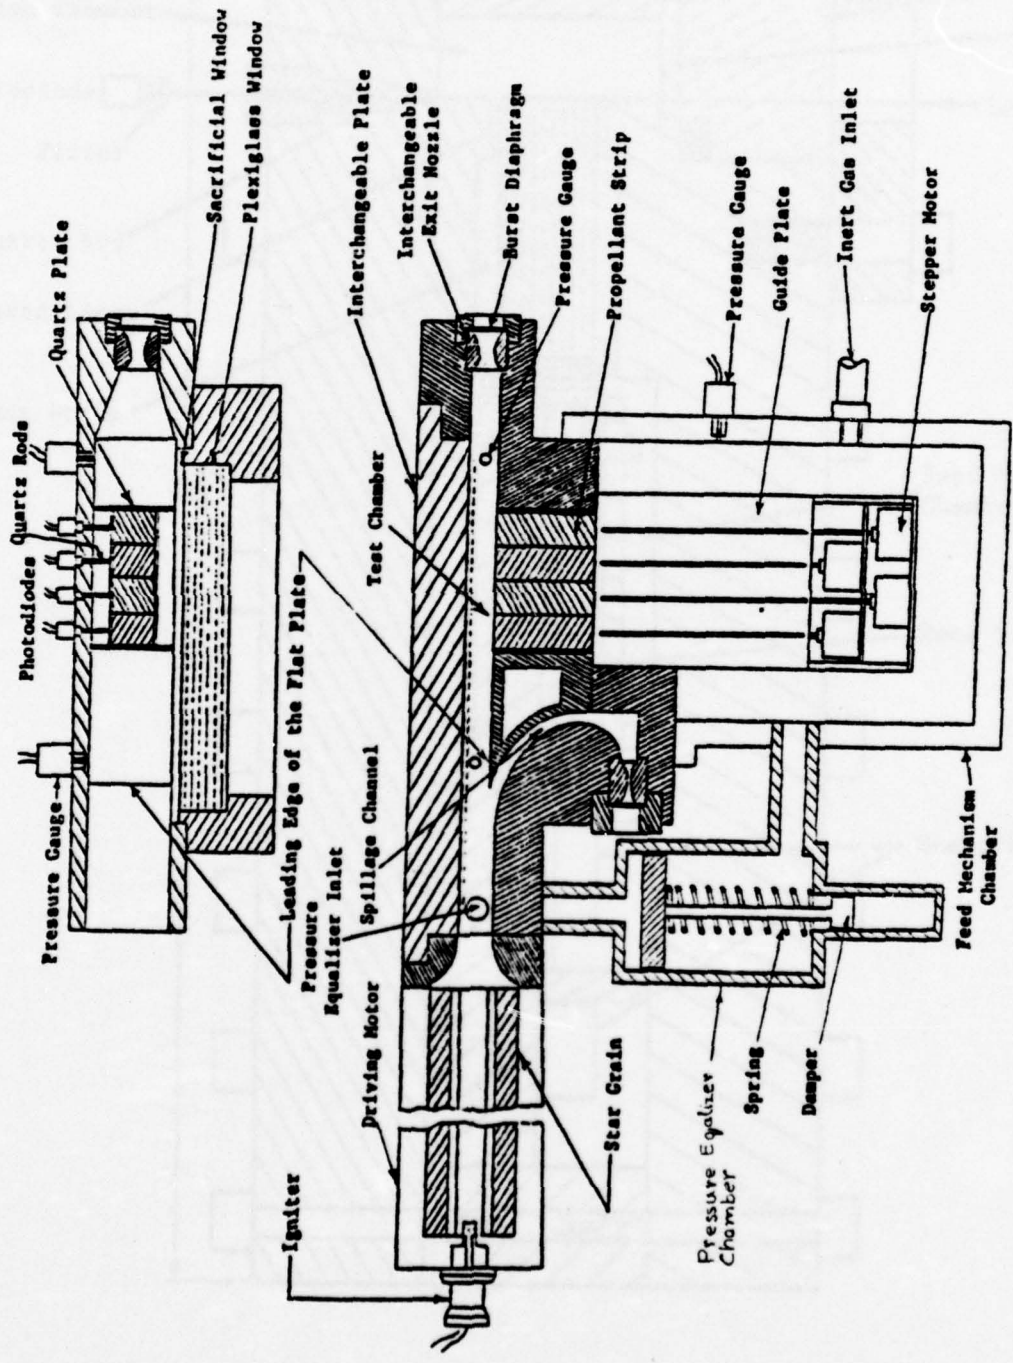 Photodiodes
Quartz Rods
Quartz Plate
Sacrificial Window
Plexiglass Window
Pressure Gauge
Leading Edge of the Flat Plate
Interchangeable Plate
Interchangeable
Exit Nozzle
Burst Diaphragm
Pressure Gauge
Propellant Strip
Test Chamber
Spillage Channel
Pressure
Equalizer Inlet
Driving Motor
Igniter
Star Grain
Pressure Gauge
Guide Plate
Inert Gas Inlet
Stepper Motor
Pressure Eqalizer
Chamber
Spring
Damper
Feed Mechanism
Chamber